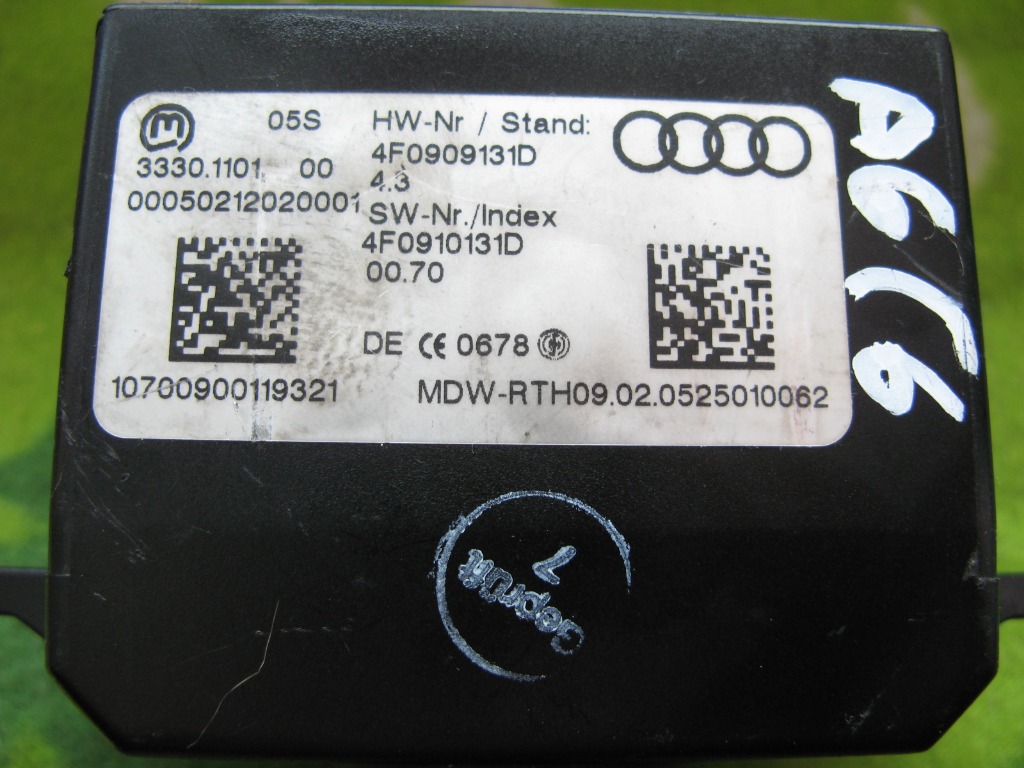 05S
3330.1101 00
00050212020001
HW-Nr / Stand:
4F0909131D
4.3
SW-Nr./Index
4F0910131D
00.70
DE CE 0678
10700900119321
MDW-RTH09.02.0525010062
A6 C6
Geprüft
7